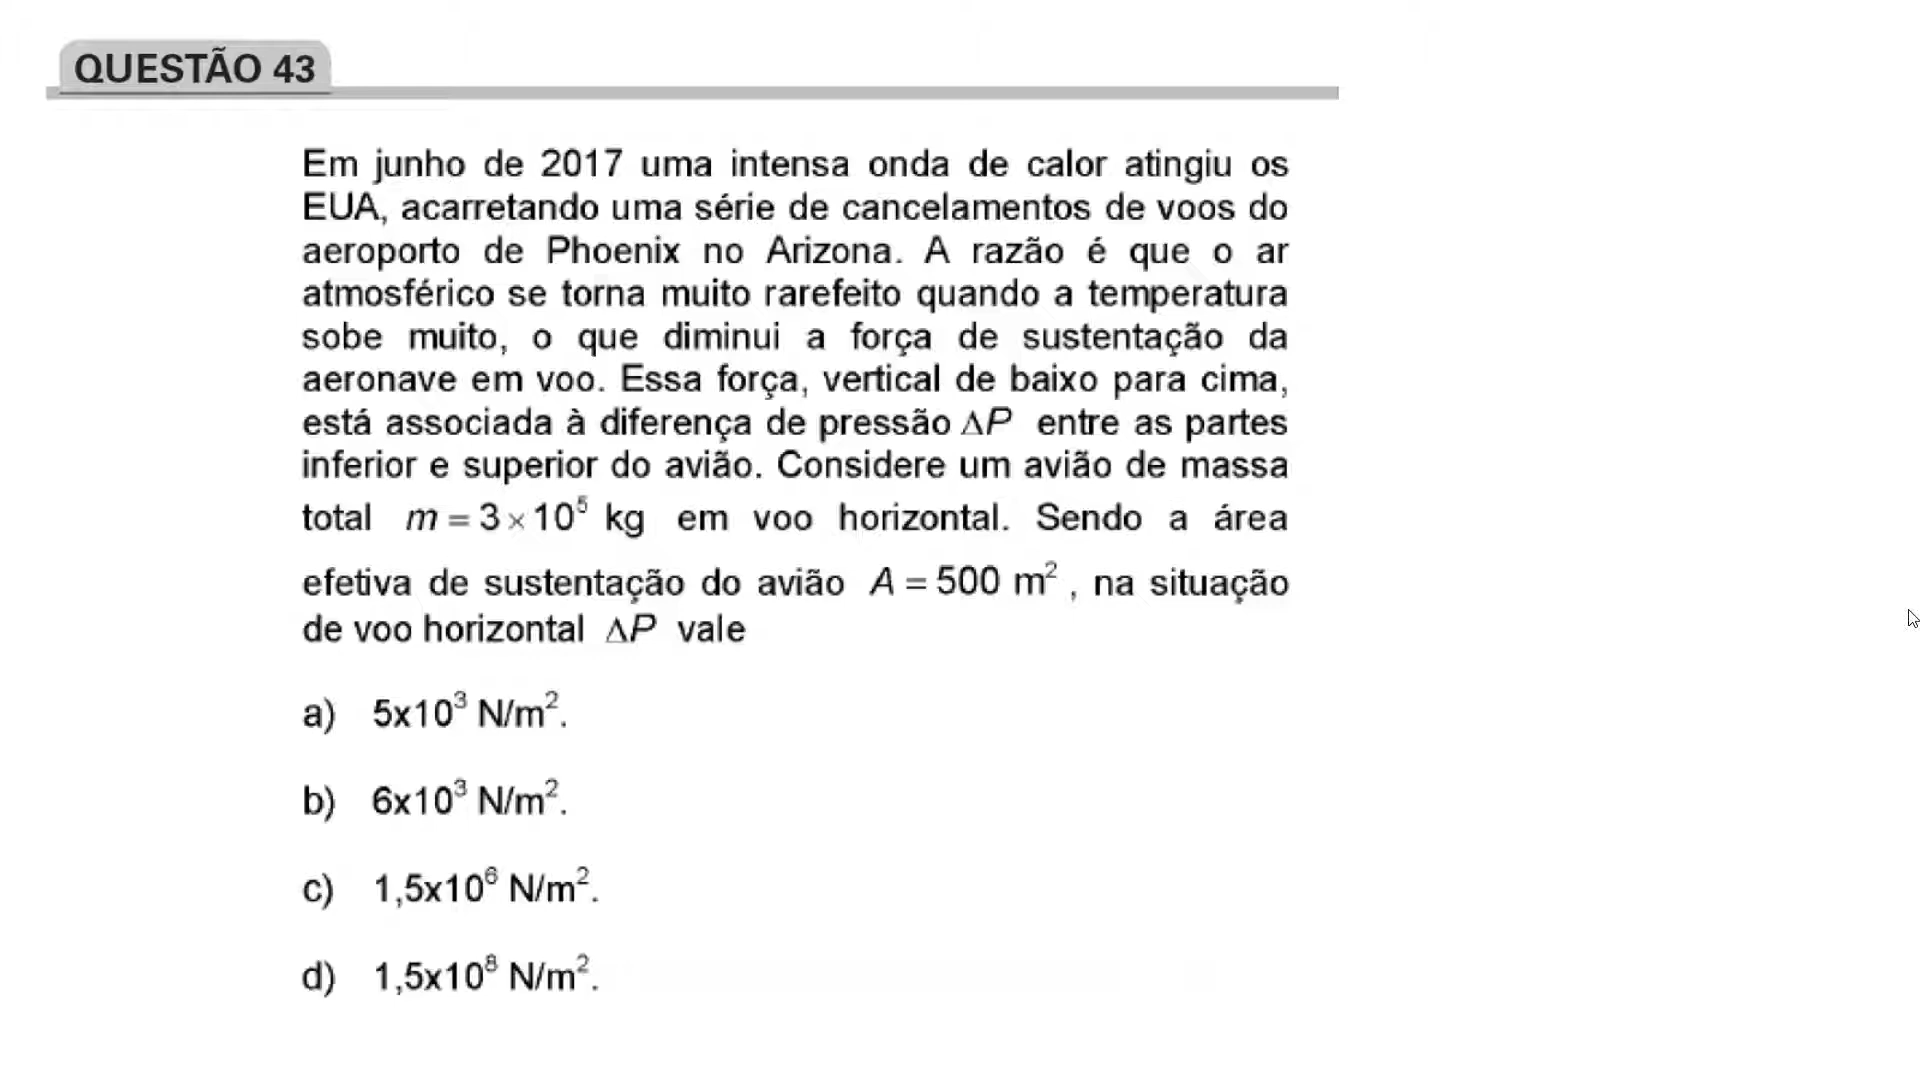 QUESTÃO 43
Em junho de 2017 uma intensa onda de calor atingiu os
EUA, acarretando uma série de cancelamentos de voos do
aeroporto de Phoenix no Arizona. A razão é que o ar
atmosférico se torna muito rarefeito quando a temperatura
sobe muito, o que diminui a força de sustentação da
aeronave em voo. Essa força, vertical de baixo para cima,
está associada à diferença de pressão ΔP entre as partes
inferior e superior do avião. Considere um avião de massa
total m = 3 × 10⁵ kg em voo horizontal. Sendo a área
efetiva de sustentação do avião A = 500 m² , na situação
de voo horizontal ΔP vale
a) 5x10³ N/m².
b) 6x10³ N/m².
c) 1,5x10⁶ N/m².
d) 1,5x10⁸ N/m².